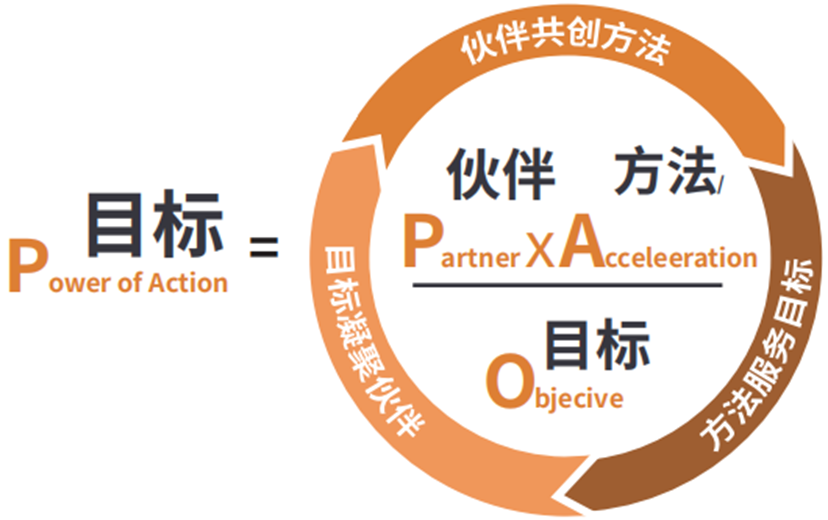 伙伴共创方法
伙伴 方法/
Partner X Acceleeration
目标
Power of Action
=
目标
Objecive
目标凝聚伙伴
方法服务目标